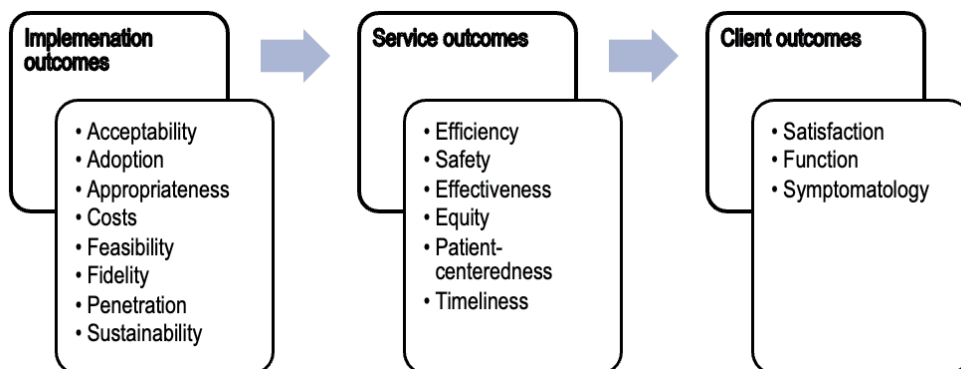 Implemenation
outcomes
• Acceptability
• Adoption
• Appropriateness
• Costs
• Feasibility
• Fidelity
• Penetration
• Sustainability
Service outcomes
• Efficiency
• Safety
• Effectiveness
• Equity
• Patient-
centeredness
• Timeliness
Client outcomes
• Satisfaction
• Function
• Symptomatology